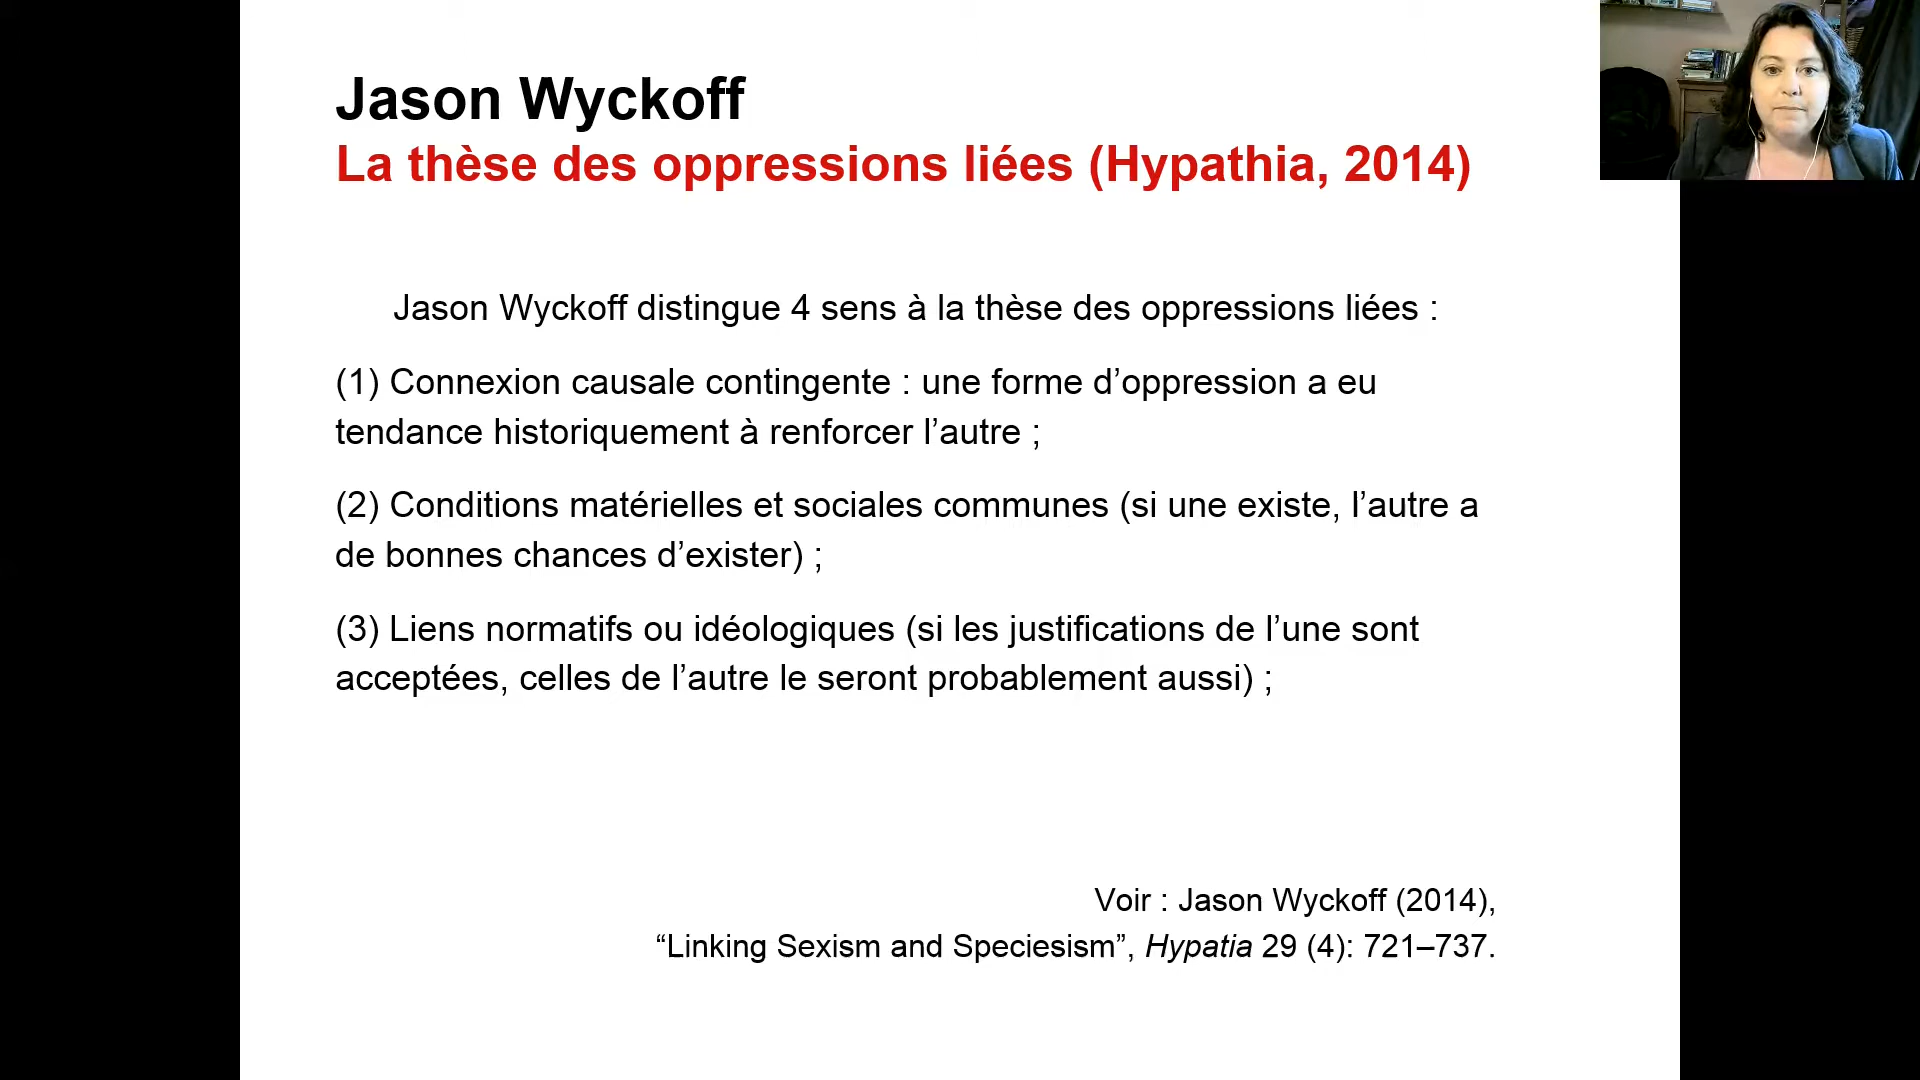 Jason Wyckoff
La thèse des oppressions liées (Hypathia, 2014)
Jason Wyckoff distingue 4 sens à la thèse des oppressions liées :
(1) Connexion causale contingente : une forme d’oppression a eu
tendance historiquement à renforcer l’autre ;
(2) Conditions matérielles et sociales communes (si une existe, l’autre a
de bonnes chances d’exister) ;
(3) Liens normatifs ou idéologiques (si les justifications de l’une sont
acceptées, celles de l’autre le seront probablement aussi) ;
Voir : Jason Wyckoff (2014),
“Linking Sexism and Speciesism”, Hypatia 29 (4): 721–737.